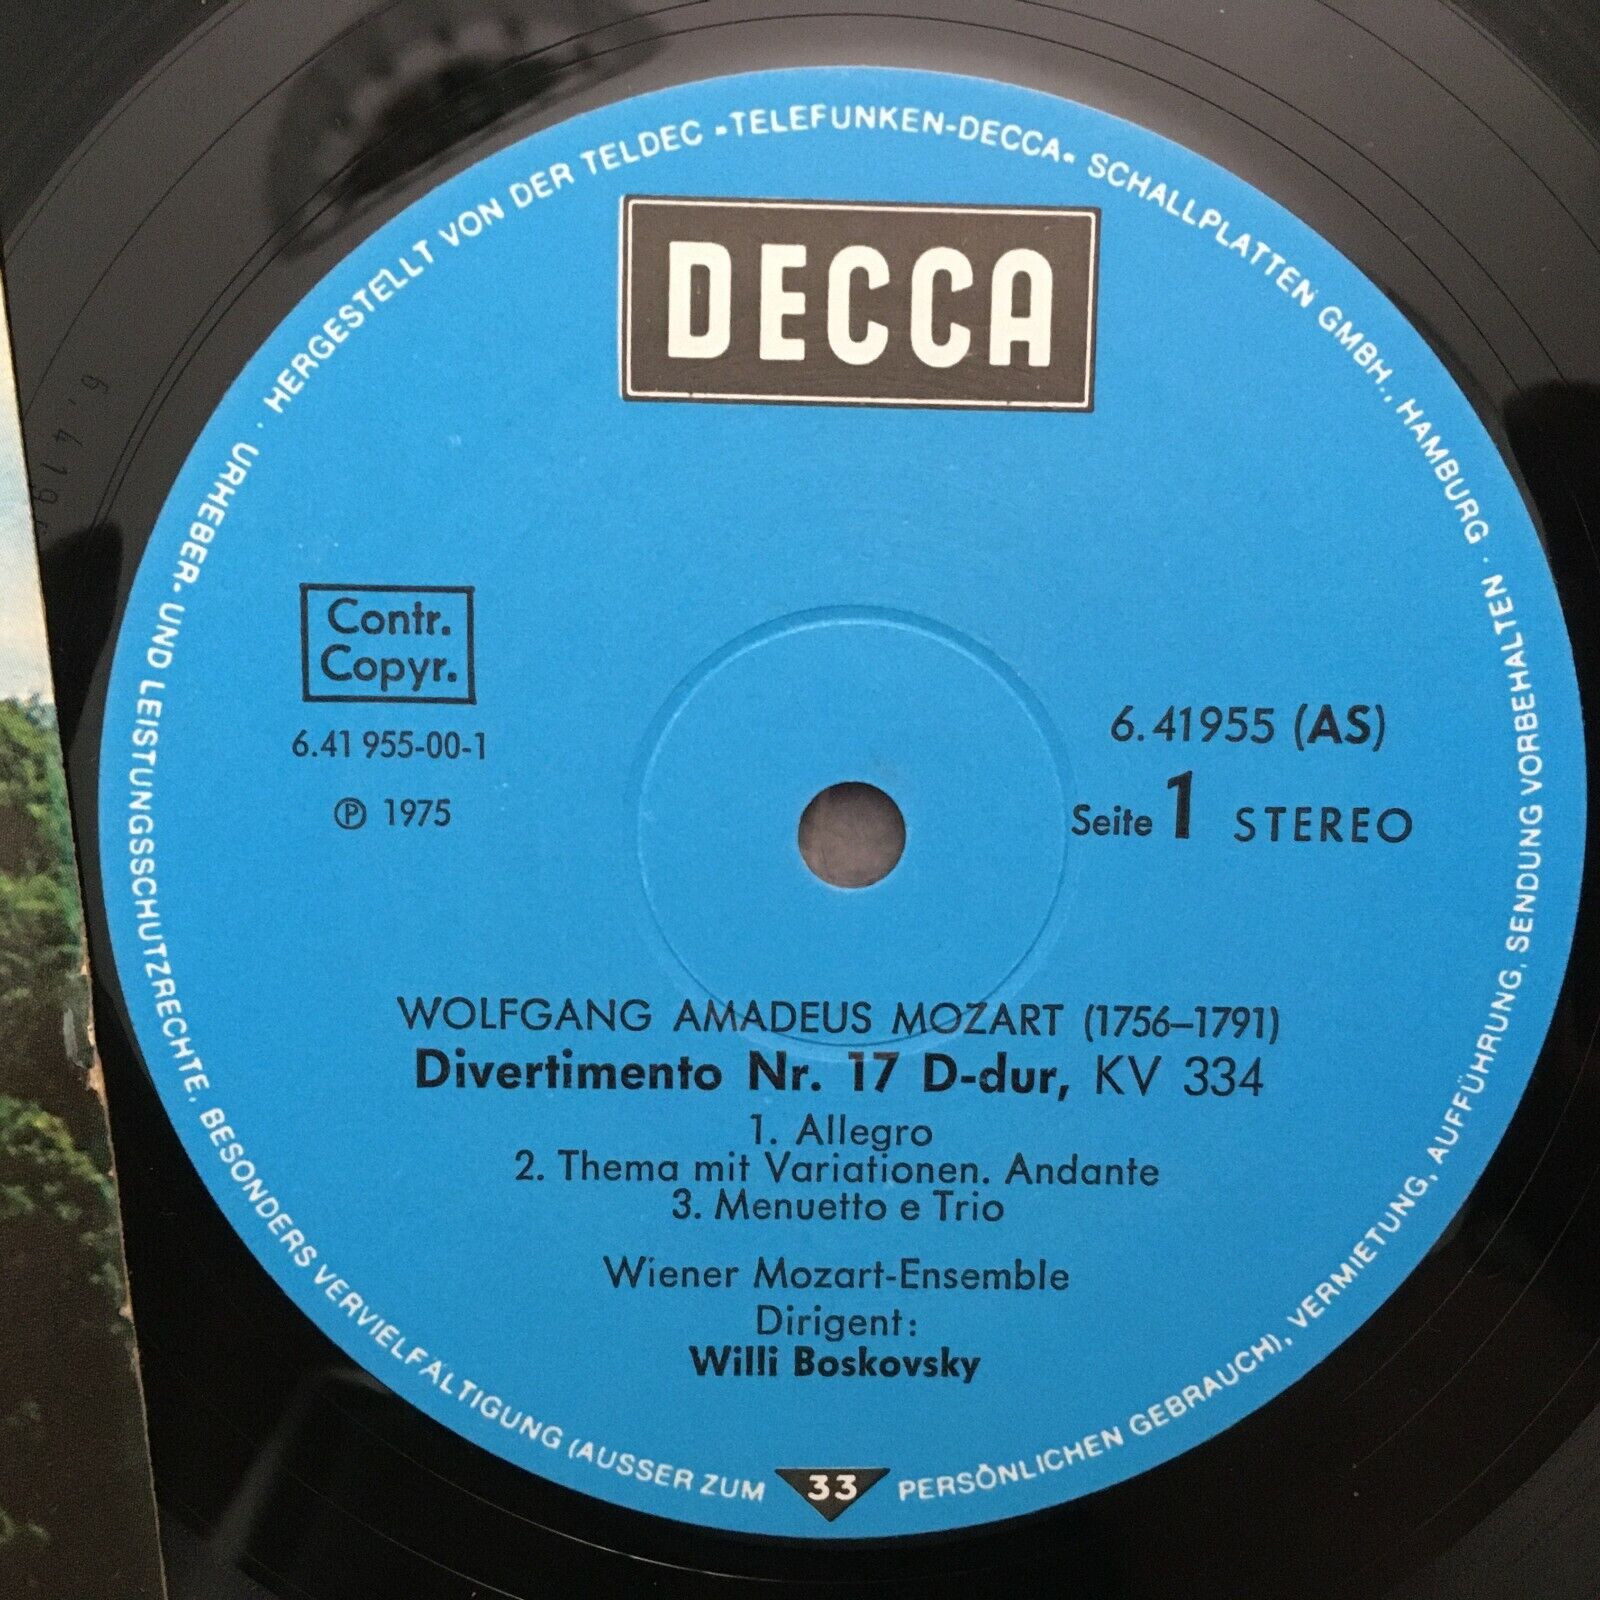 HERGESTELLT VON DER TELDEC »TELEFUNKEN-DECCA« SCHALLPLATTEN GMBH., HAMBURG · URHEBER- UND LEISTUNGSSCHUTZRECHTE, BESONDERS VERVIELFÄLTIGUNG (AUSSER ZUM PERSÖNLICHEN GEBRAUCH), VERMIETUNG, AUFFÜHRUNG, SENDUNG VORBEHALTEN ·
DECCA
Contr.
Copyr.
6.41 955-00-1
℗ 1975
6.41955 (AS)
Seite 1 STEREO
WOLFGANG AMADEUS MOZART (1756–1791)
Divertimento Nr. 17 D-dur, KV 334
1. Allegro
2. Thema mit Variationen. Andante
3. Menuetto e Trio
Wiener Mozart-Ensemble
Dirigent:
Willi Boskovsky
33